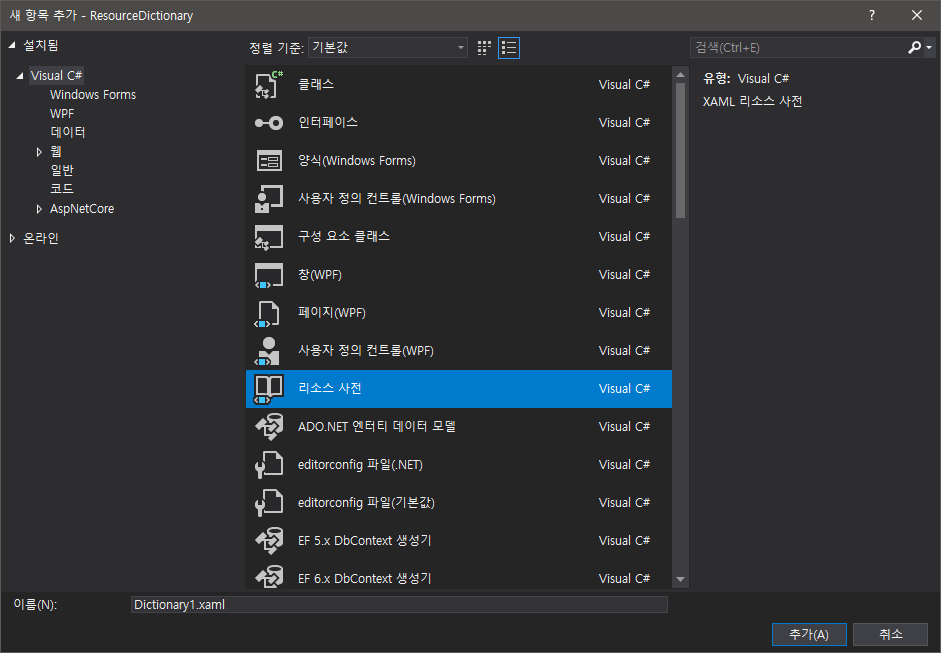 새 항목 추가 - ResourceDictionary
?
설치됨
정렬 기준: 기본값
검색(Ctrl+E)
Visual C#
Windows Forms
WPF
데이터
웹
일반
코드
AspNetCore
온라인
C#
클래스 Visual C#
인터페이스 Visual C#
양식(Windows Forms) Visual C#
사용자 정의 컨트롤(Windows Forms) Visual C#
구성 요소 클래스 Visual C#
창(WPF) Visual C#
페이지(WPF) Visual C#
사용자 정의 컨트롤(WPF) Visual C#
리소스 사전 Visual C#
ADO.NET 엔터티 데이터 모델 Visual C#
editorconfig 파일(.NET) Visual C#
editorconfig 파일(기본값) Visual C#
EF 5.x DbContext 생성기 Visual C#
EF 6.x DbContext 생성기 Visual C#
유형: Visual C#
XAML 리소스 사전
이름(N): Dictionary1.xaml
추가(A) 취소